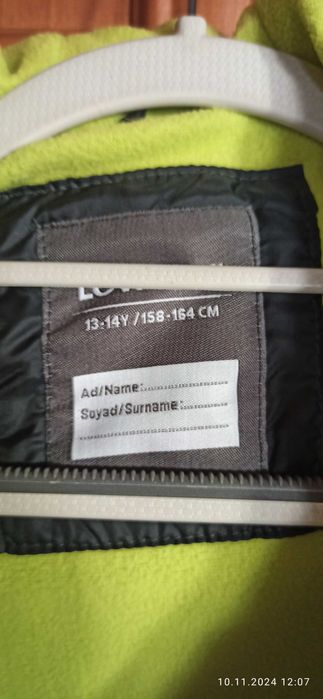 13-14Y / 158-164 CM
Ad/Name:
Soyad/Surname:
10.11.2024 12:07